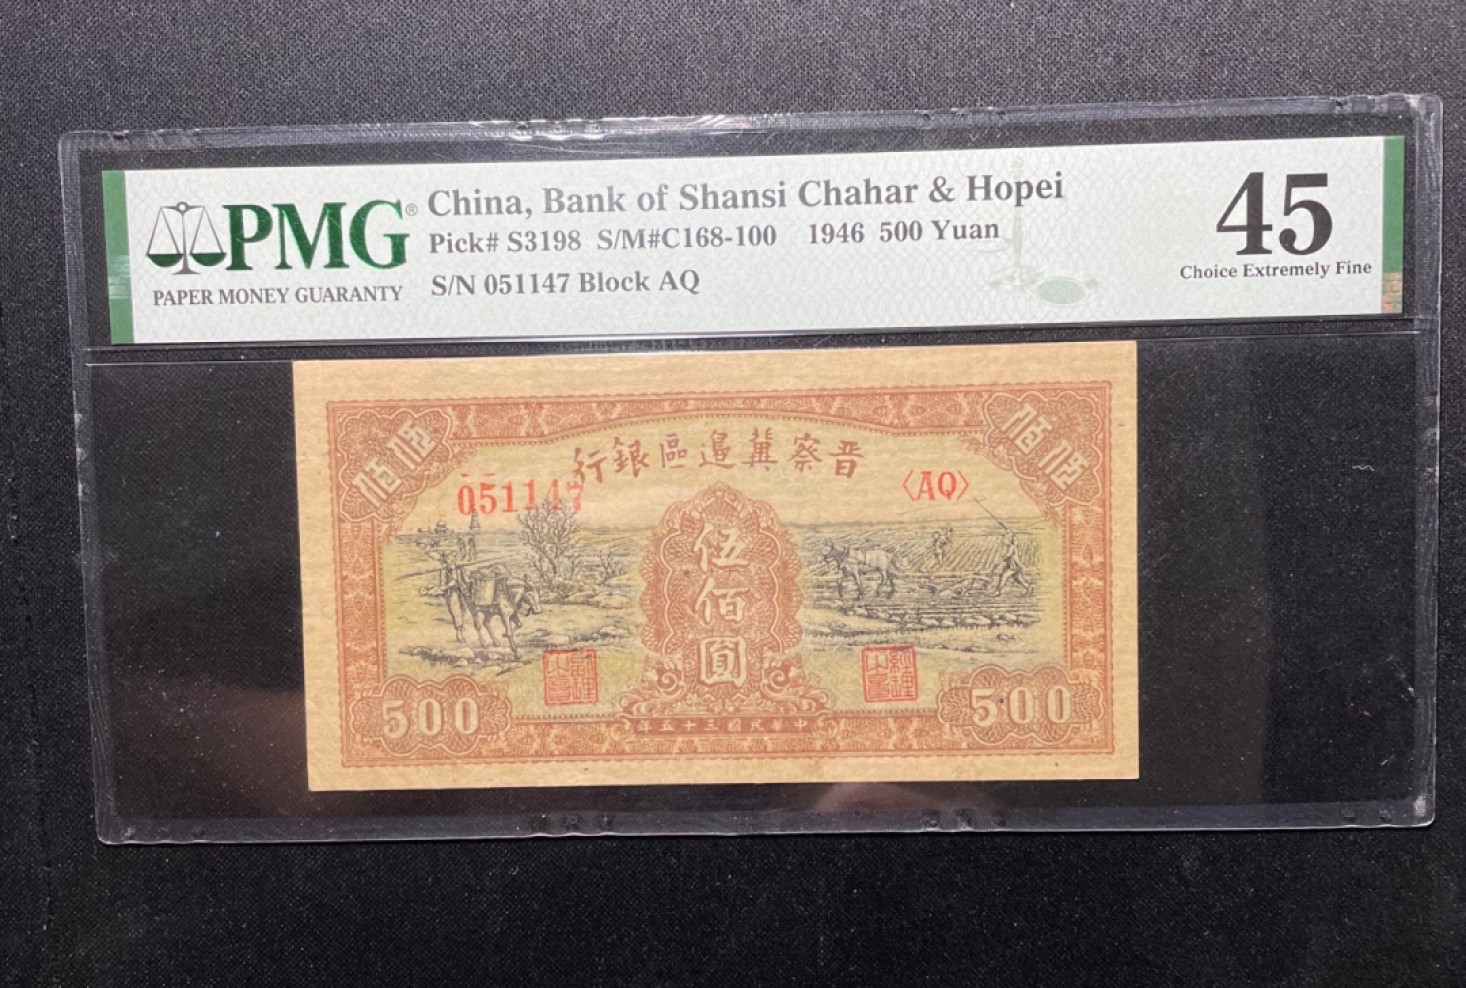 PMG®
PAPER MONEY GUARANTY
China, Bank of Shansi Chahar & Hopei
Pick# S3198 S/M#C168-100 1946 500 Yuan
S/N 051147 Block AQ
45
Choice Extremely Fine
伍佰 伍佰
行銀區邊冀察晋
051147 〈AQ〉
伍佰圓
500 500
年五十三國民華中